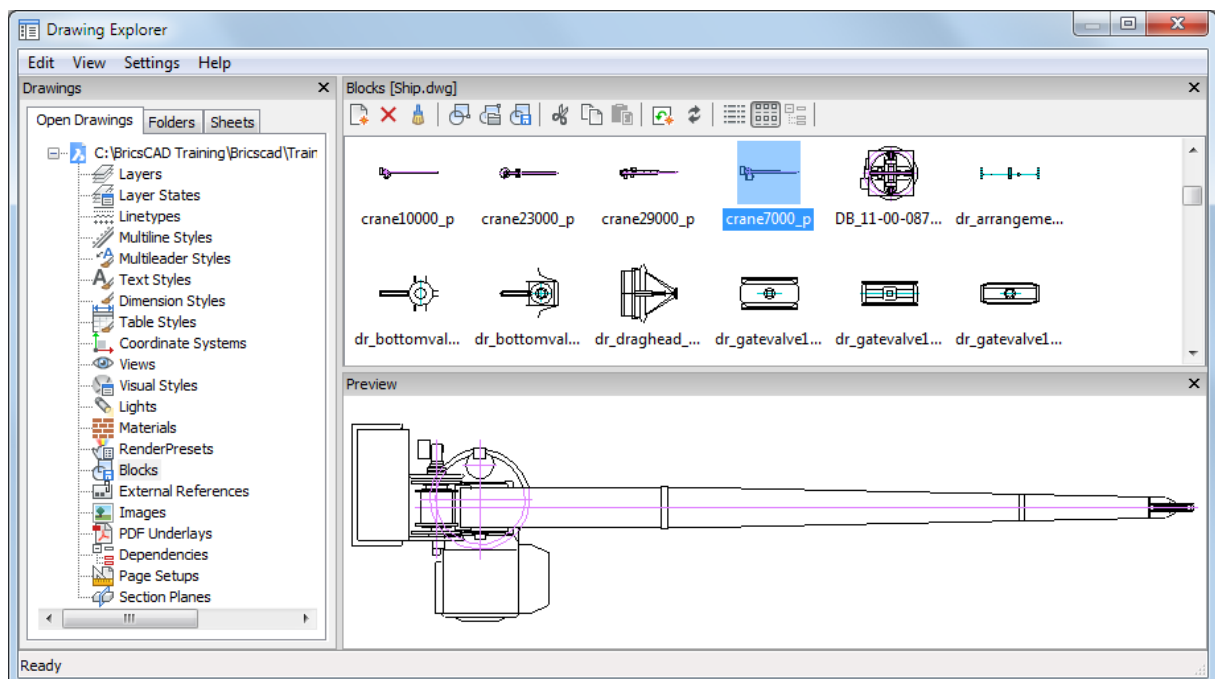 Drawing Explorer
Edit View Settings Help
Drawings
Open Drawings Folders Sheets
C:\BricsCAD Training\Bricscad\Train
Layers
Layer States
Linetypes
Multiline Styles
Multileader Styles
Text Styles
Dimension Styles
Table Styles
Coordinate Systems
Views
Visual Styles
Lights
Materials
RenderPresets
Blocks
External References
Images
PDF Underlays
Dependencies
Page Setups
Section Planes
Blocks [Ship.dwg]
crane10000_p crane23000_p crane29000_p crane7000_p DB_11-00-087... dr_arrangeme...
dr_bottomval... dr_bottomval... dr_draghead_... dr_gatevalve1... dr_gatevalve1... dr_gatevalve1...
Preview
Ready